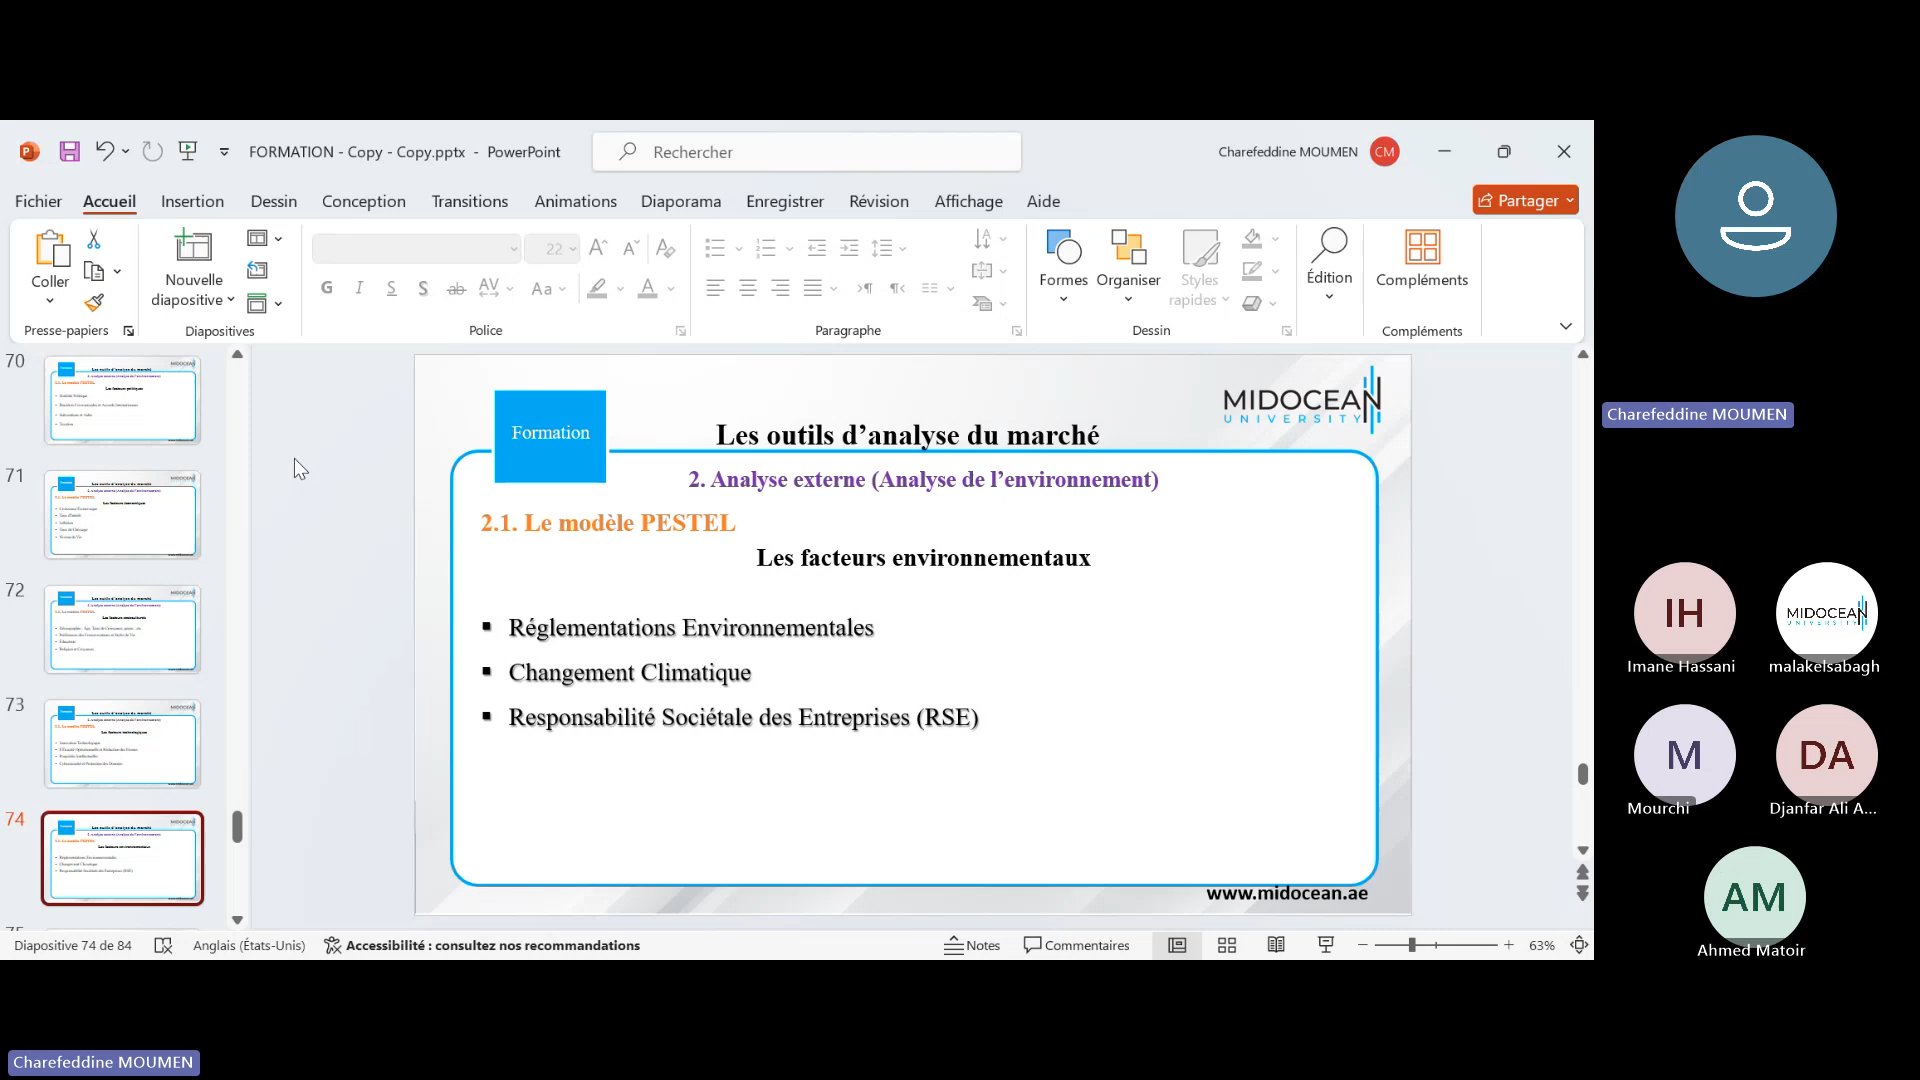 FORMATION - Copy - Copy.pptx - PowerPoint
Rechercher
Charefeddine MOUMEN
CM
Fichier
Accueil
Insertion
Dessin
Conception
Transitions
Animations
Diaporama
Enregistrer
Révision
Affichage
Aide
Partager
Coller
Presse-papiers
Nouvelle
diapositive
Diapositives
22
G I S S ab AV Aa A
Police
Paragraphe
Formes
Organiser
Styles
rapides
Dessin
Édition
Compléments
Compléments
70
71
72
73
74
Formation
MIDOCEAN
UNIVERSITY
Les outils d’analyse du marché
2. Analyse externe (Analyse de l’environnement)
2.1. Le modèle PESTEL
Les facteurs environnementaux
▪ Réglementations Environnementales
▪ Changement Climatique
▪ Responsabilité Sociétale des Entreprises (RSE)
www.midocean.ae
Diapositive 74 de 84
Anglais (États-Unis)
Accessibilité : consultez nos recommandations
Notes
Commentaires
63%
Charefeddine MOUMEN
IH
Imane Hassani
MIDOCEAN
UNIVERSITY
malakelsabagh
M
Mourchi
DA
Djanfar Ali A...
AM
Ahmed Matoir
Charefeddine MOUMEN